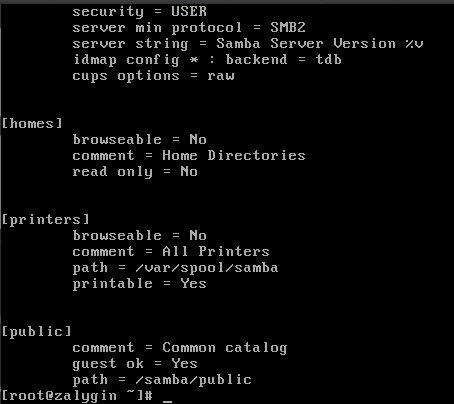 security = USER
server min protocol = SMB2
server string = Samba Server Version %v
idmap config * : backend = tdb
cups options = raw
[homes]
browseable = No
comment = Home Directories
read only = No
[printers]
browseable = No
comment = All Printers
path = /var/spool/samba
printable = Yes
[public]
comment = Common catalog
guest ok = Yes
path = /samba/public
[root@zalygin ~]# _